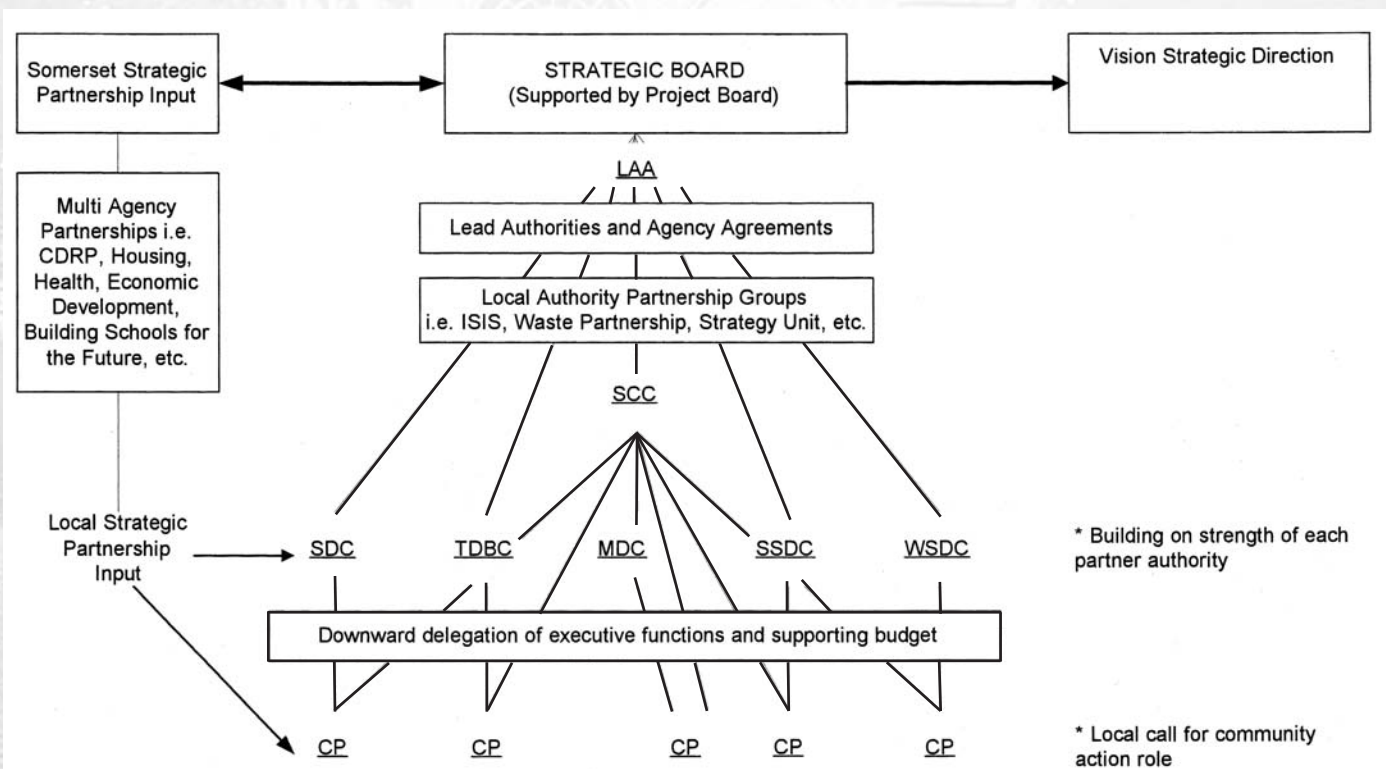 Somerset Strategic
Partnership Input
STRATEGIC BOARD
(Supported by Project Board)
Vision Strategic Direction
LAA
Multi Agency
Partnerships i.e.
CDRP, Housing,
Health, Economic
Development,
Building Schools for
the Future, etc.
Lead Authorities and Agency Agreements
Local Authority Partnership Groups
i.e. ISIS, Waste Partnership, Strategy Unit, etc.
SCC
Local Strategic
Partnership
Input
SDC
TDBC
MDC
SSDC
WSDC
* Building on strength of each
partner authority
Downward delegation of executive functions and supporting budget
CP
CP
CP
CP
CP
* Local call for community
action role